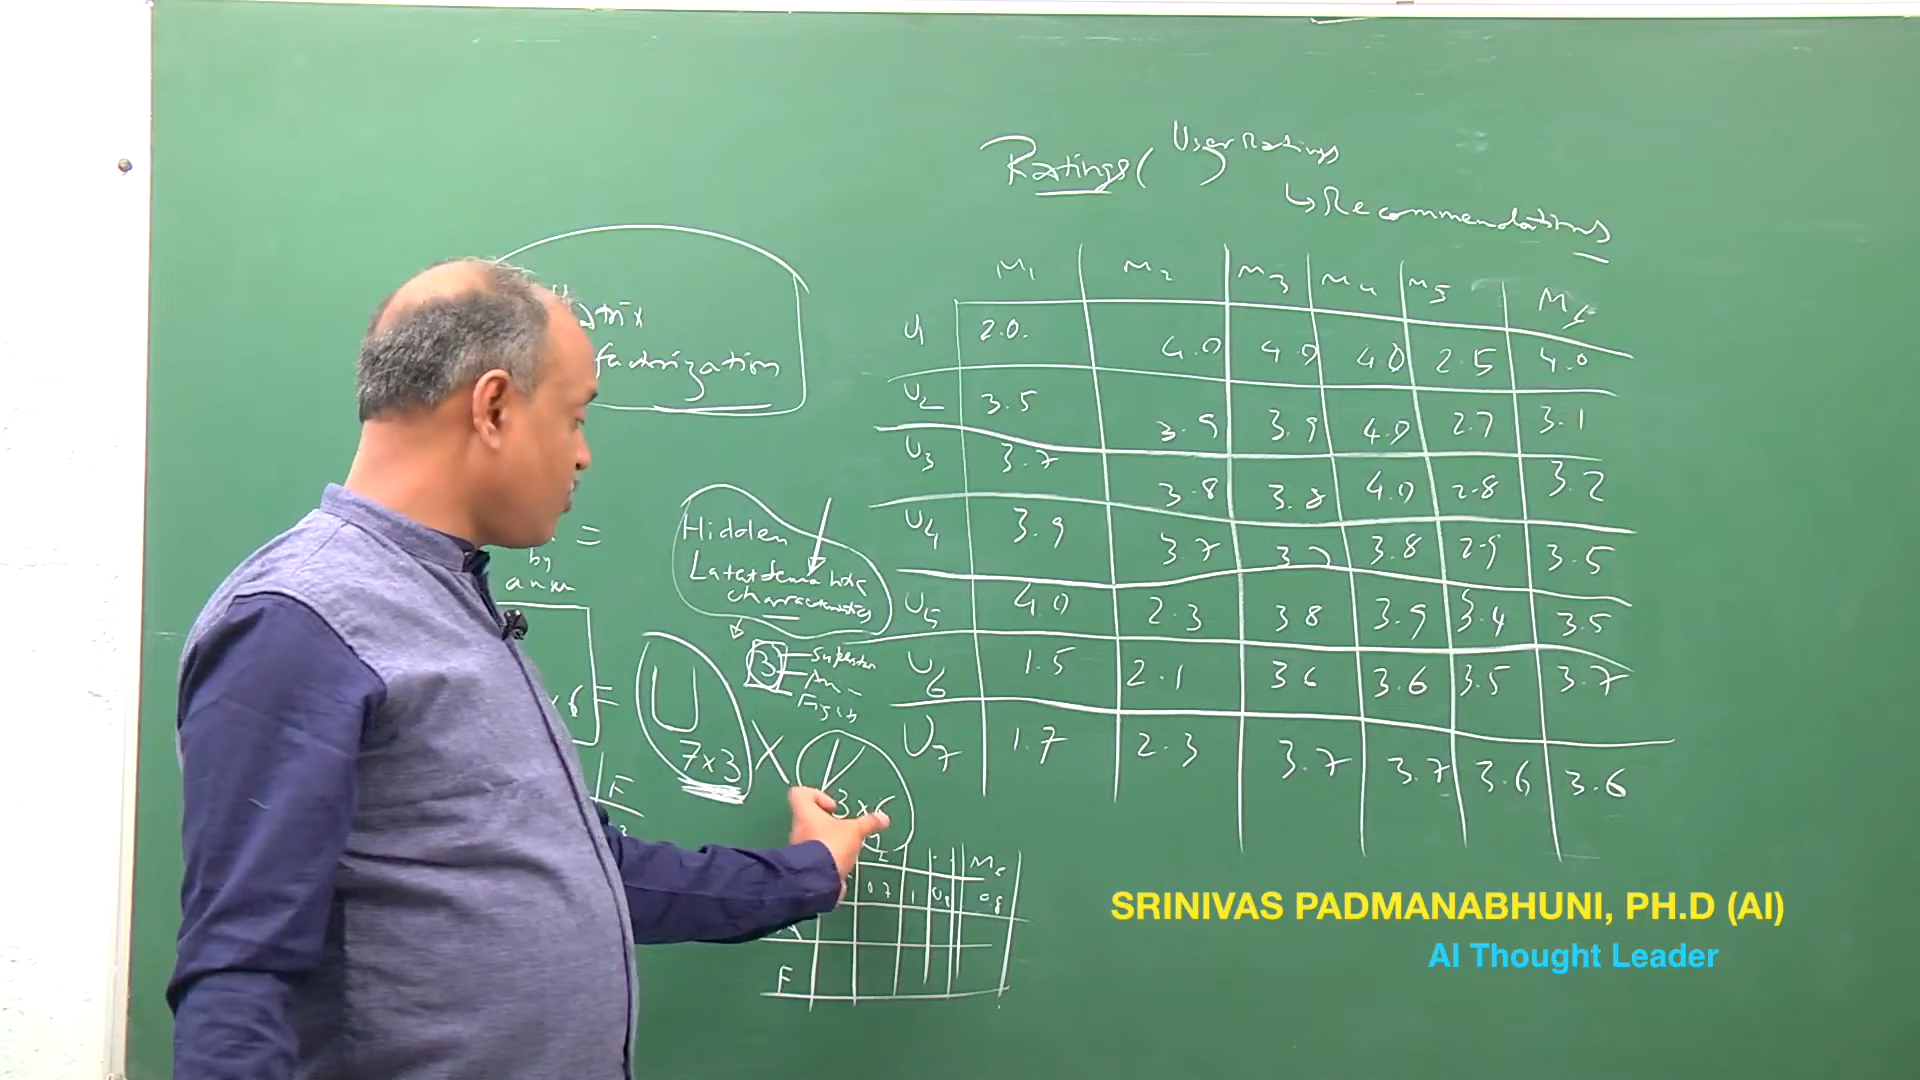 Ratings ( User Ratings )
↳ Recommendations
factorization
M1 M2 M3 M4 M5 M6
U1 2.0. 4.0 4.0 4.0 2.5 4.0
U2 3.5 3.9 3.9 4.0 2.7 3.1
U3 3.7 3.8 3.8 4.0 2.8 3.2
U4 3.9 3.7 3.8 2.9 3.5
U5 4.0 2.3 3.8 3.9 3.4 3.5
U6 1.5 2.1 3.6 3.6 3.5 3.7
U7 1.7 2.3 3.7 3.7 3.6 3.6
=
by
Hidden
characteristics
3
= U
7x3 X 3x6
F
F
SRINIVAS PADMANABHUNI, PH.D (AI)
AI Thought Leader